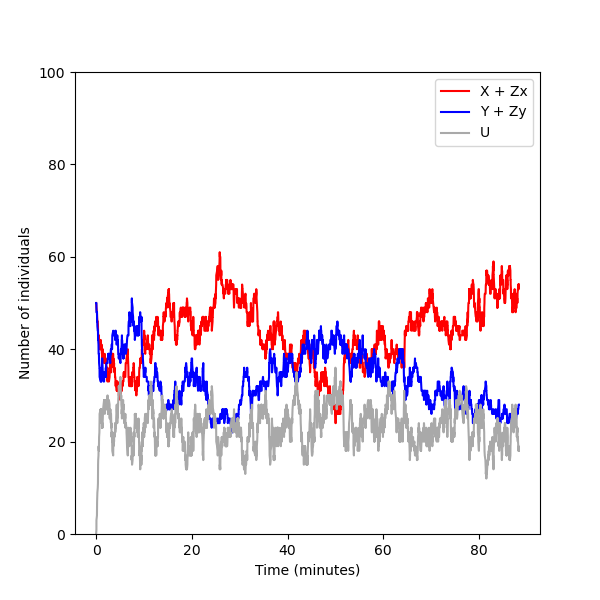 100
80
60
40
20
0
Number of individuals
X + Zx
Y + Zy
U
0 20 40 60 80
Time (minutes)